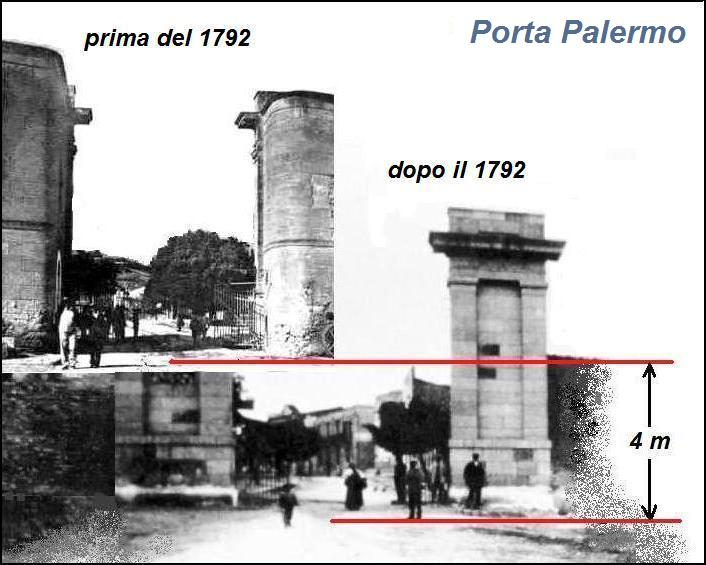 prima del 1792
Porta Palermo
dopo il 1792
4 m